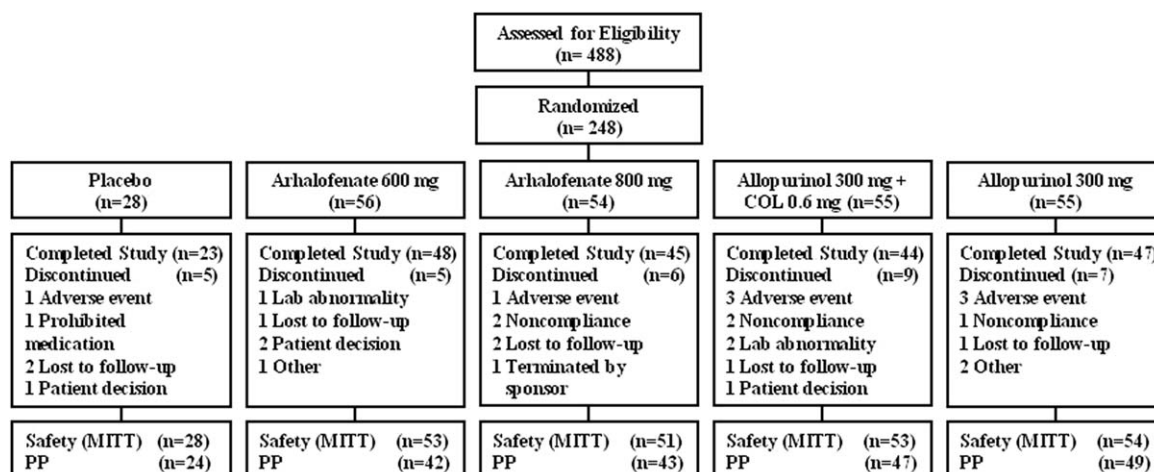 Assessed for Eligibility
(n= 488)
Randomized
(n= 248)
Placebo
(n=28)
Completed Study (n=23)
Discontinued (n=5)
1 Adverse event
1 Prohibited
medication
2 Lost to follow-up
1 Patient decision
Safety (MITT) (n=28)
PP (n=24)
Arhalofenate 600 mg
(n=56)
Completed Study (n=48)
Discontinued (n=5)
1 Lab abnormality
1 Lost to follow-up
2 Patient decision
1 Other
Safety (MITT) (n=53)
PP (n=42)
Arhalofenate 800 mg
(n=54)
Completed Study (n=45)
Discontinued (n=6)
1 Adverse event
2 Noncompliance
2 Lost to follow-up
1 Terminated by
sponsor
Safety (MITT) (n=51)
PP (n=43)
Allopurinol 300 mg +
COL 0.6 mg (n=55)
Completed Study (n=44)
Discontinued (n=9)
3 Adverse event
2 Noncompliance
2 Lab abnormality
1 Lost to follow-up
1 Patient decision
Safety (MITT) (n=53)
PP (n=47)
Allopurinol 300 mg
(n=55)
Completed Study (n=47)
Discontinued (n=7)
3 Adverse event
1 Noncompliance
1 Lost to follow-up
2 Other
Safety (MITT) (n=54)
PP (n=49)